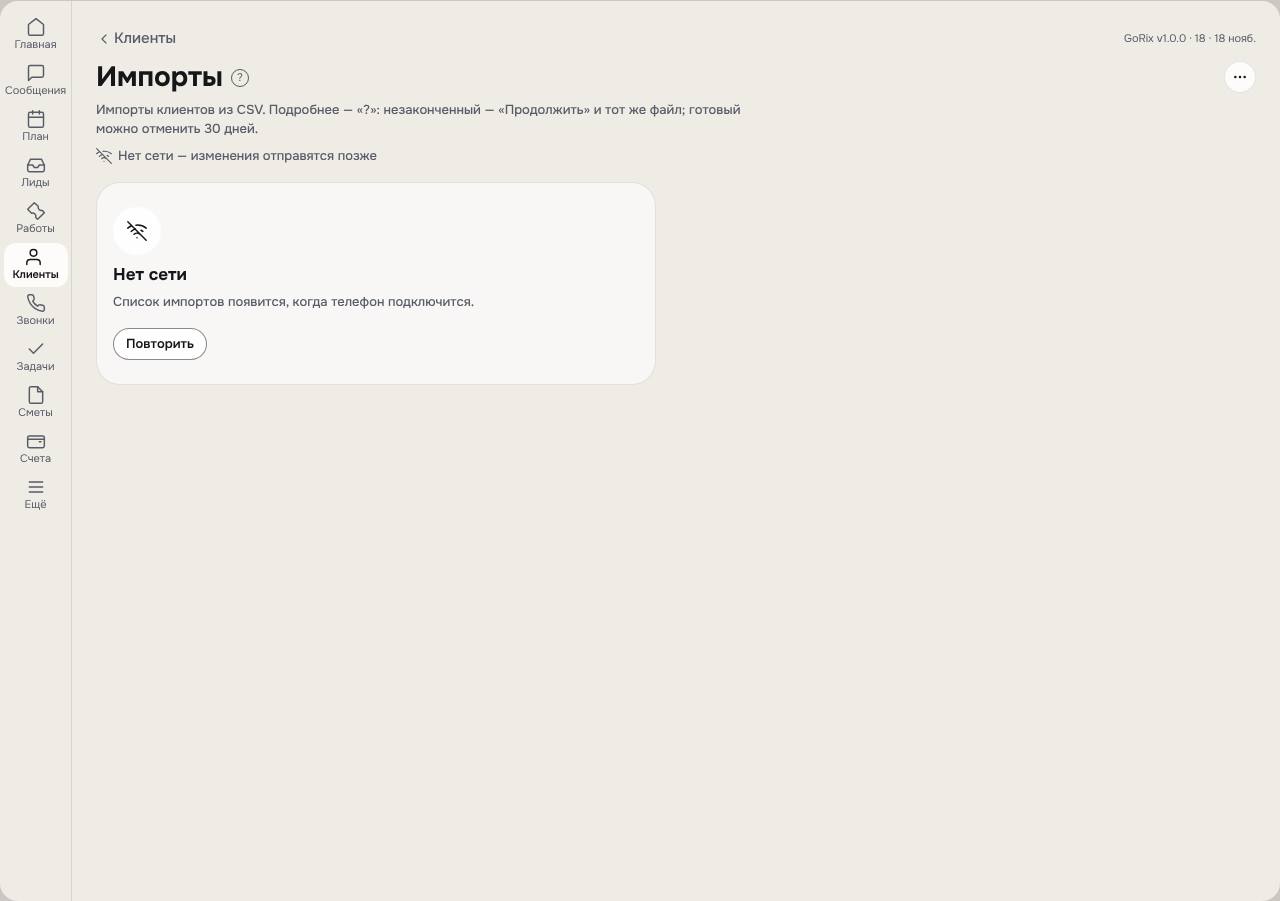 Главная
Сообщения
План
Лиды
Работы
Клиенты
Звонки
Задачи
Сметы
Счета
Ещё
Клиенты
GoRix v1.0.0 · 18 · 18 нояб.
Импорты ?
Импорты клиентов из CSV. Подробнее — «?»: незаконченный — «Продолжить» и тот же файл; готовый
можно отменить 30 дней.
Нет сети — изменения отправятся позже
Нет сети
Список импортов появится, когда телефон подключится.
Повторить